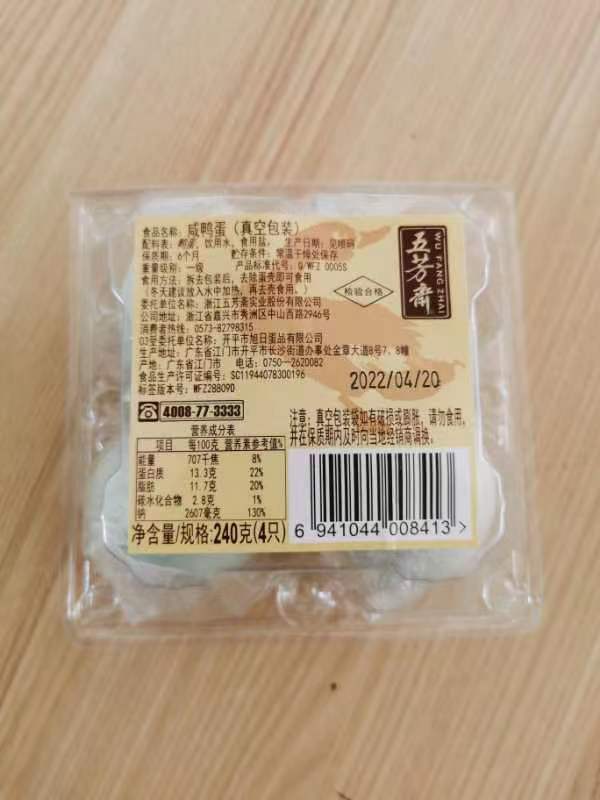 食品名称: 咸鸭蛋 (真空包装)
配料表: 鸭蛋, 饮用水, 食用盐, 生产日期: 见喷码
保质期: 6个月 贮存条件: 常温干燥处保存
重量级别: 一级 产品标准代号: Q/WFZ 0005S
食用方法: 拆去包装后, 去除蛋壳即可食用
(冬天建议放入水中加热, 再去壳食用。)
委托单位名称: 浙江五芳斋实业股份有限公司
公司地址: 浙江省嘉兴市秀洲区中山西路2946号
消费者热线: 0573-82798315
03受委托单位名称: 开平市旭日蛋品有限公司
生产地址: 广东省江门市开平市长沙街道办事处金章大道8号7、8幢
产地: 广东省江门市 电话: 0750-2620082
食品生产许可证编号: SC11944078300196
标签版本号: WFZ28809D
检验合格
五芳斋
WU FANG ZHAI
2022/04/20
4008-77-3333
注意: 真空包装袋如有破损或膨胀, 请勿食用,
并在保质期内及时向当地经销商调换。
营养成分表
项目 每100克 营养素参考值%
能量 707千焦 8%
蛋白质 13.3克 22%
脂肪 11.7克 20%
碳水化合物 2.8克 1%
钠 2607毫克 130%
净含量/规格:240克(4只)
6 941044 008413 >